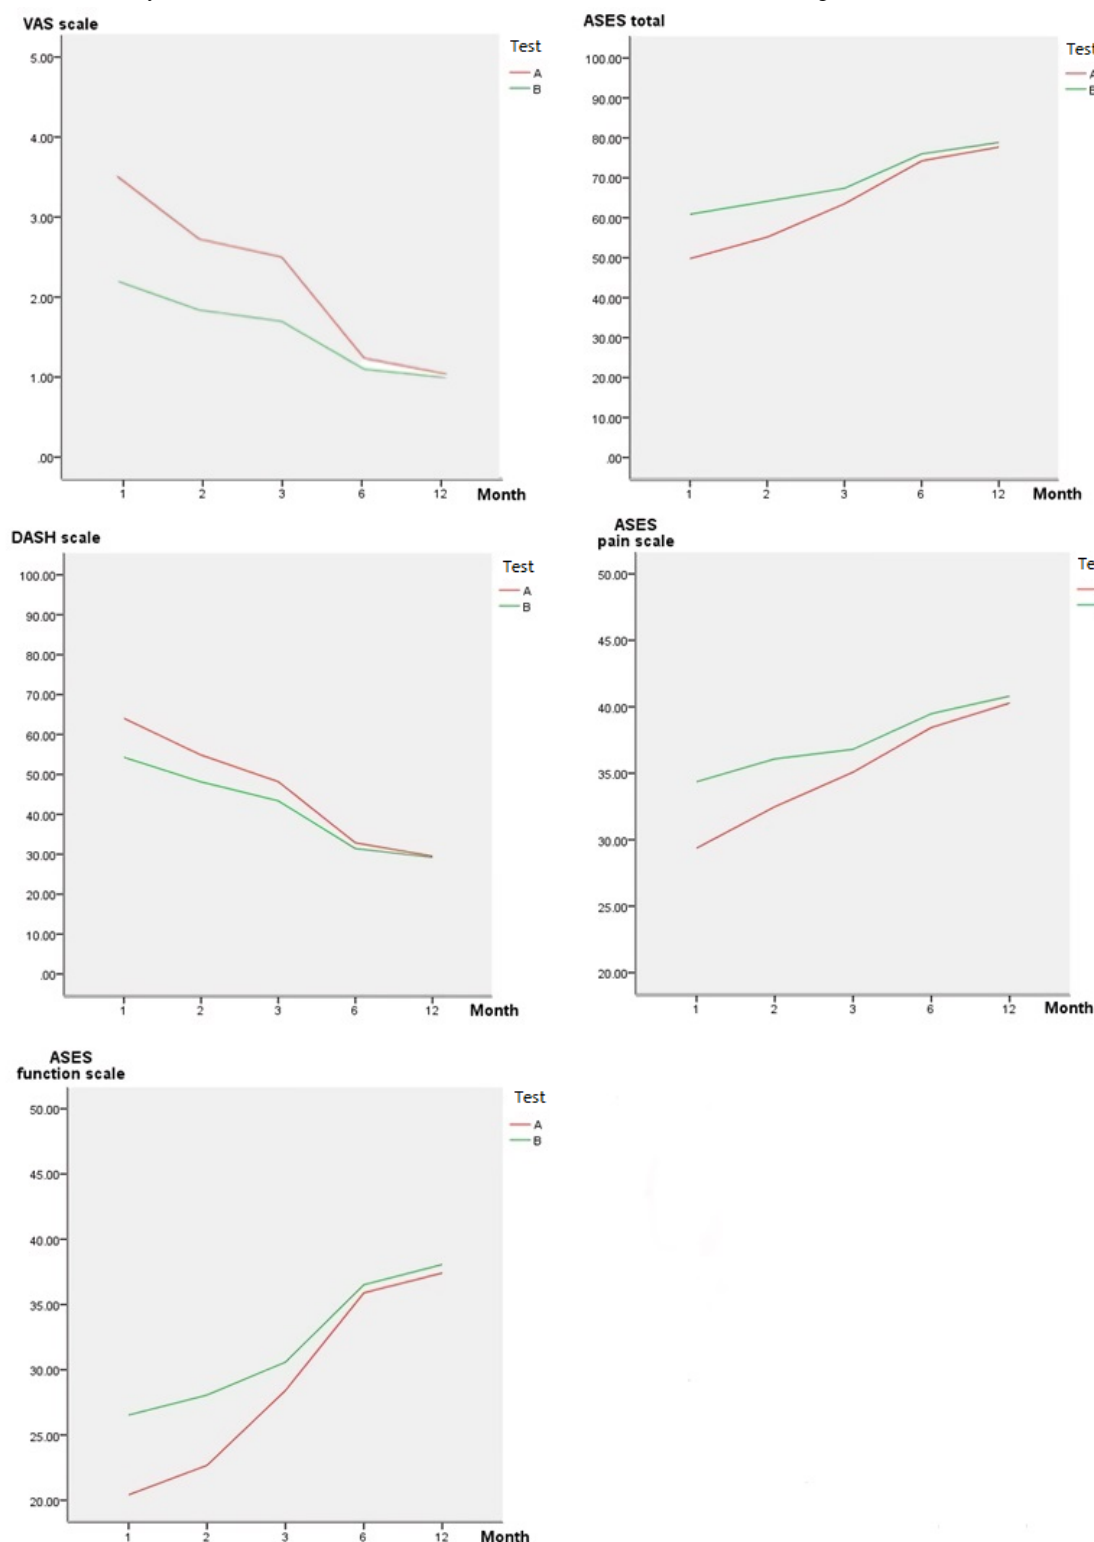 VAS scale
Test
A
B
5.00
4.00
3.00
2.00
1.00
.00
1 2 3 6 12 Month
ASES total
Test
A
100.00
90.00
80.00
70.00
60.00
50.00
40.00
30.00
20.00
10.00
.00
1 2 3 6 12 Month
DASH scale
Test
A
B
100.00
90.00
80.00
70.00
60.00
50.00
40.00
30.00
20.00
10.00
.00
1 2 3 6 12 Month
ASES
pain scale
Te
50.00
45.00
40.00
35.00
30.00
25.00
20.00
1 2 3 6 12 Month
ASES
function scale
Test
A
B
50.00
45.00
40.00
35.00
30.00
25.00
20.00
1 2 3 6 12 Month